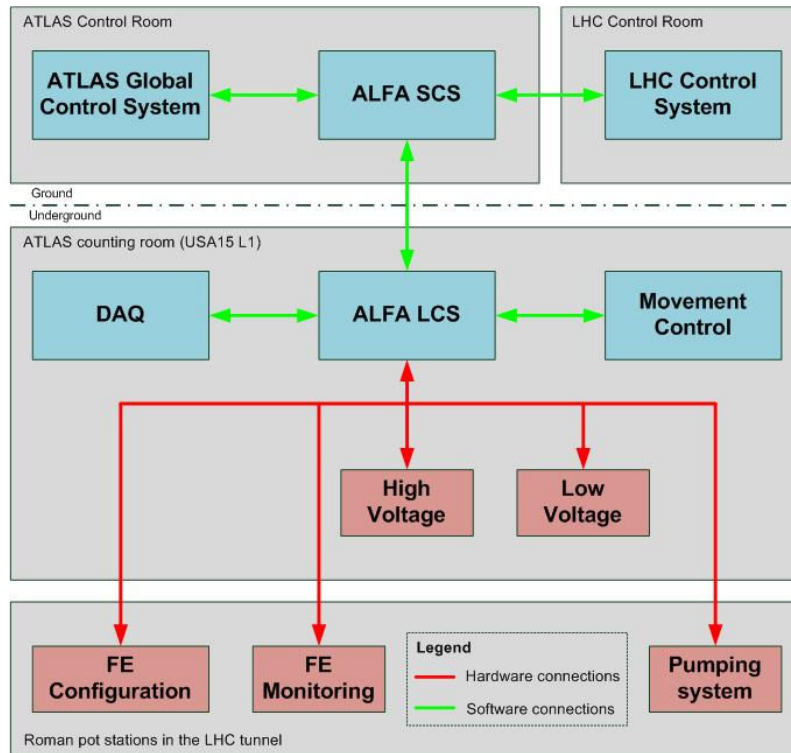 ATLAS Control Room
LHC Control Room
ATLAS Global
Control System
ALFA SCS
LHC Control
System
Ground
Underground
ATLAS counting room (USA15 L1)
DAQ
ALFA LCS
Movement
Control
High
Voltage
Low
Voltage
FE
Configuration
FE
Monitoring
Legend
Hardware connections
Software connections
Pumping
system
Roman pot stations in the LHC tunnel